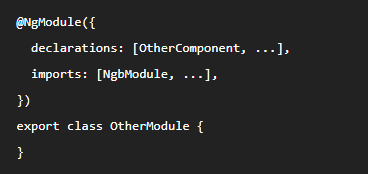 @NgModule({
  declarations: [OtherComponent, ...],
  imports: [NgbModule, ...],
})
export class OtherModule {
}